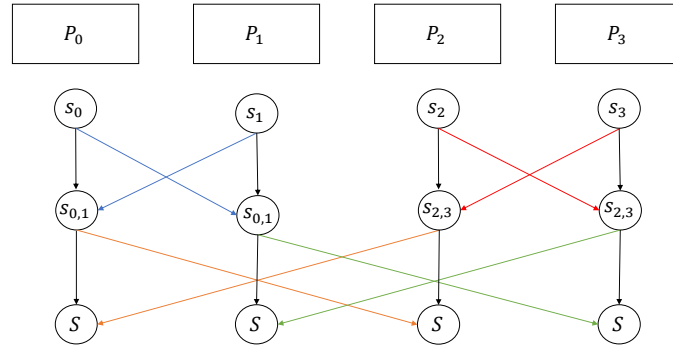 P₀ P₁ P₂ P₃
s₀ s₁ s₂ s₃
s₀,₁ s₀,₁ s₂,₃ s₂,₃
S S S S